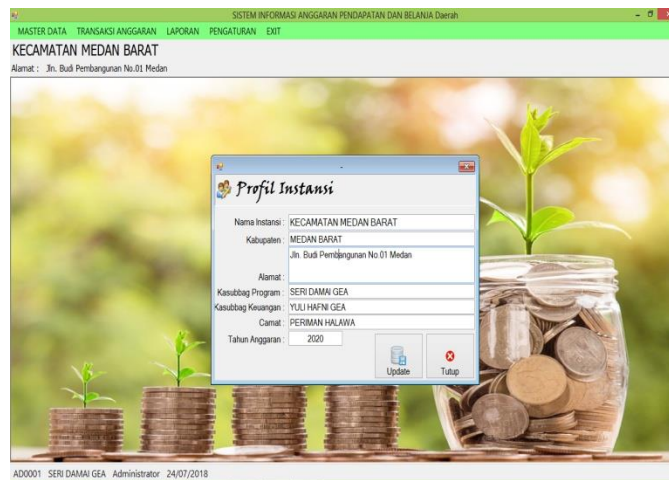 SISTEM INFORMASI ANGGARAN PENDAPATAN DAN BELANJA Daerah
MASTER DATA TRANSAKSI ANGGARAN LAPORAN PENGATURAN EXIT
KECAMATAN MEDAN BARAT
Alamat : Jln. Budi Pembangunan No.01 Medan
Profil Instansi
Nama Instansi : KECAMATAN MEDAN BARAT
Kabupaten : MEDAN BARAT
Jln. Budi Pembangunan No.01 Medan
Alamat :
Kasubbag Program : SERI DAMAI GEA
Kasubbag Keuangan : YULI HAFNI GEA
Camat : PERIMAN HALAWA
Tahun Anggaran : 2020
Update Tutup
AD0001 SERI DAMAI GEA Administrator 24/07/2018